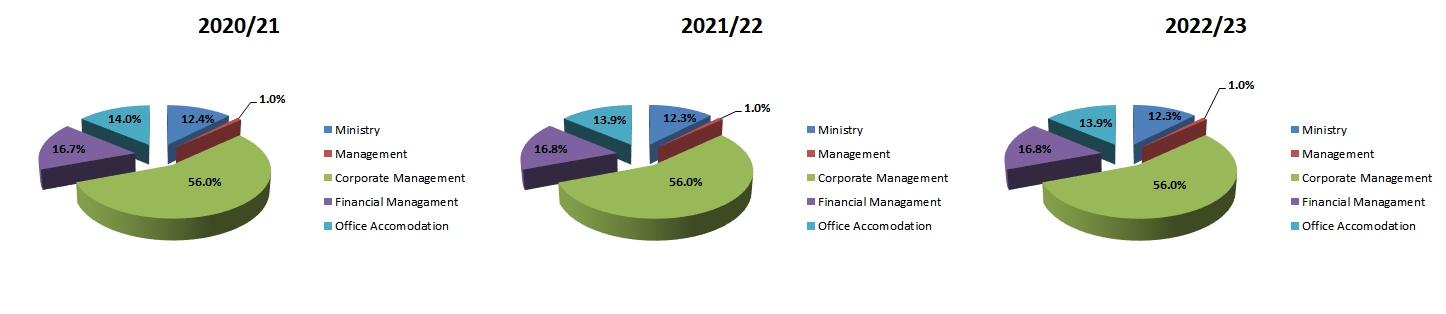 2020/21
1.0%
14.0%
12.4%
16.7%
56.0%
Ministry
Management
Corporate Management
Financial Managament
Office Accomodation
2021/22
1.0%
13.9%
12.3%
16.8%
56.0%
Ministry
Management
Corporate Management
Financial Managament
Office Accomodation
2022/23
1.0%
13.9%
12.3%
16.8%
56.0%
Ministry
Management
Corporate Management
Financial Managament
Office Accomodation